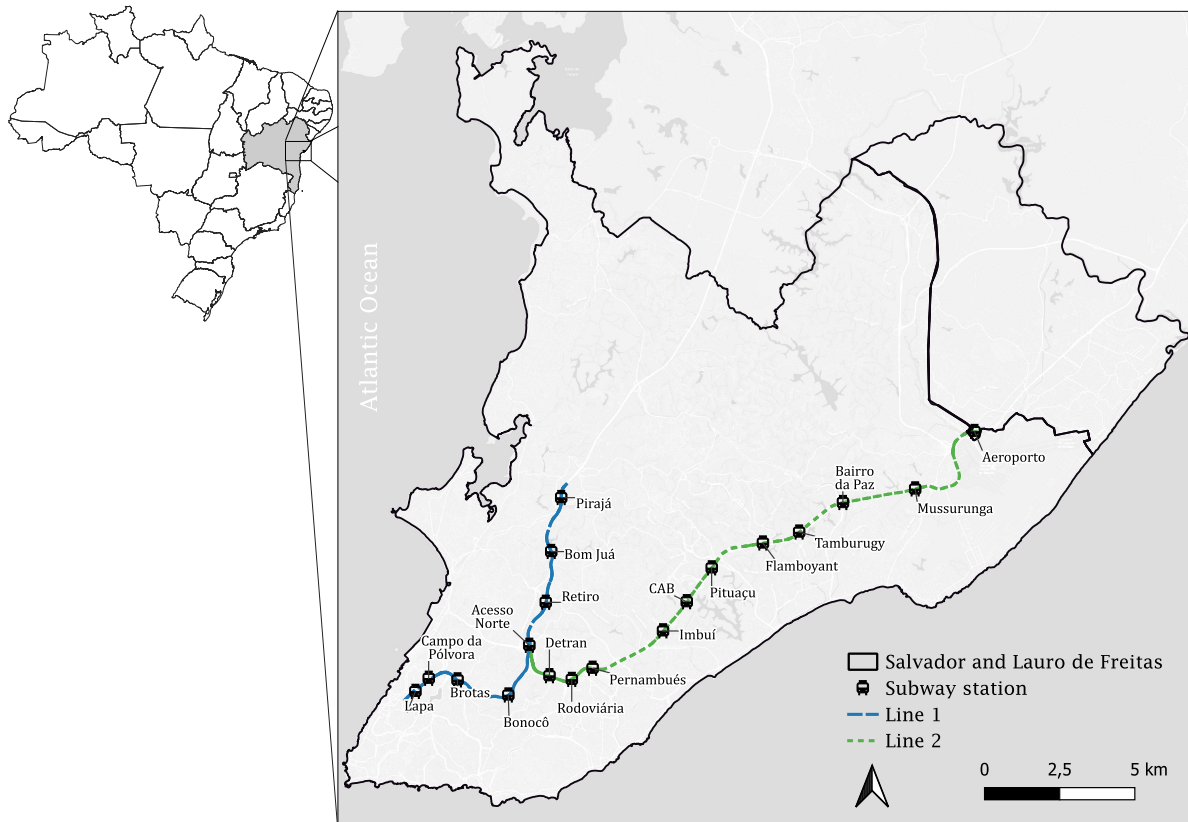 Atlantic Ocean
Aeroporto
Bairro
da Paz
Mussurunga
Pirajá
Tamburugy
Bom Juá
Flamboyant
Pituaçu
CAB
Retiro
Acesso
Norte
Detran
Imbuí
Campo da
Pólvora
Pernambués
Brotas
Lapa
Rodoviária
Bonocô
Salvador and Lauro de Freitas
Subway station
Line 1
Line 2
0 2,5 5 km